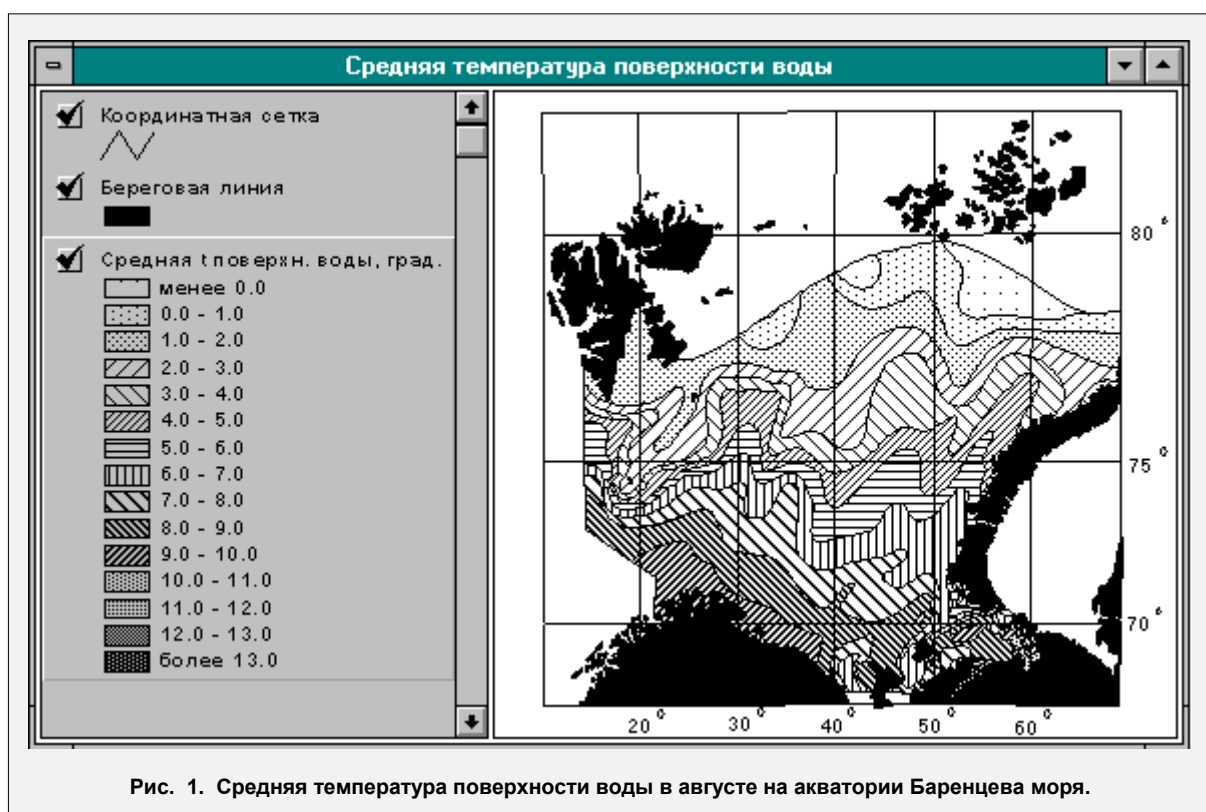 Средняя температура поверхности воды
Координатная сетка
Береговая линия
Средняя t поверхн. воды, град.
менее 0.0
0.0 - 1.0
1.0 - 2.0
2.0 - 3.0
3.0 - 4.0
4.0 - 5.0
5.0 - 6.0
6.0 - 7.0
7.0 - 8.0
8.0 - 9.0
9.0 - 10.0
10.0 - 11.0
11.0 - 12.0
12.0 - 13.0
более 13.0
80°
75°
70°
20° 30° 40° 50° 60°
Рис. 1. Средняя температура поверхности воды в августе на акватории Баренцева моря.